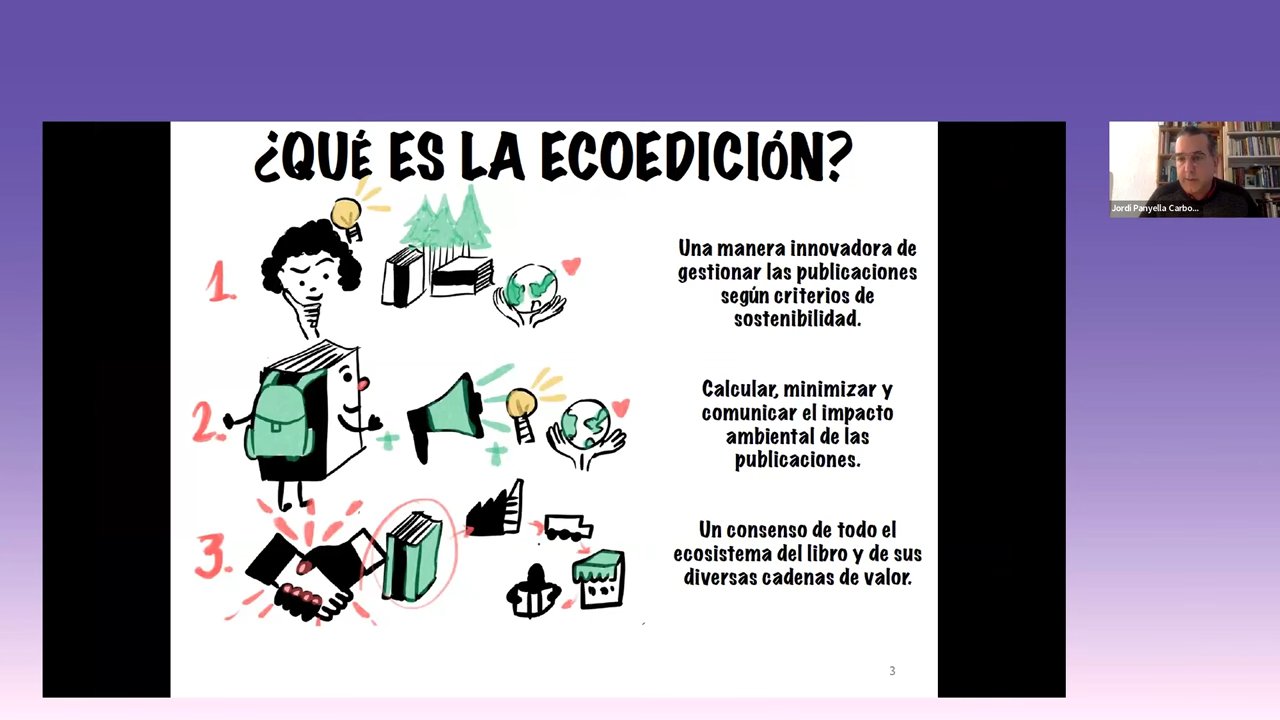 ¿QUÉ ES LA ECOEDICIÓN?
1.
Una manera innovadora de
gestionar las publicaciones
según criterios de
sostenibilidad.
2.
Calcular, minimizar y
comunicar el impacto
ambiental de las
publicaciones.
3.
Un consenso de todo el
ecosistema del libro y de sus
diversas cadenas de valor.
3
Jordi Panyella Carbo...